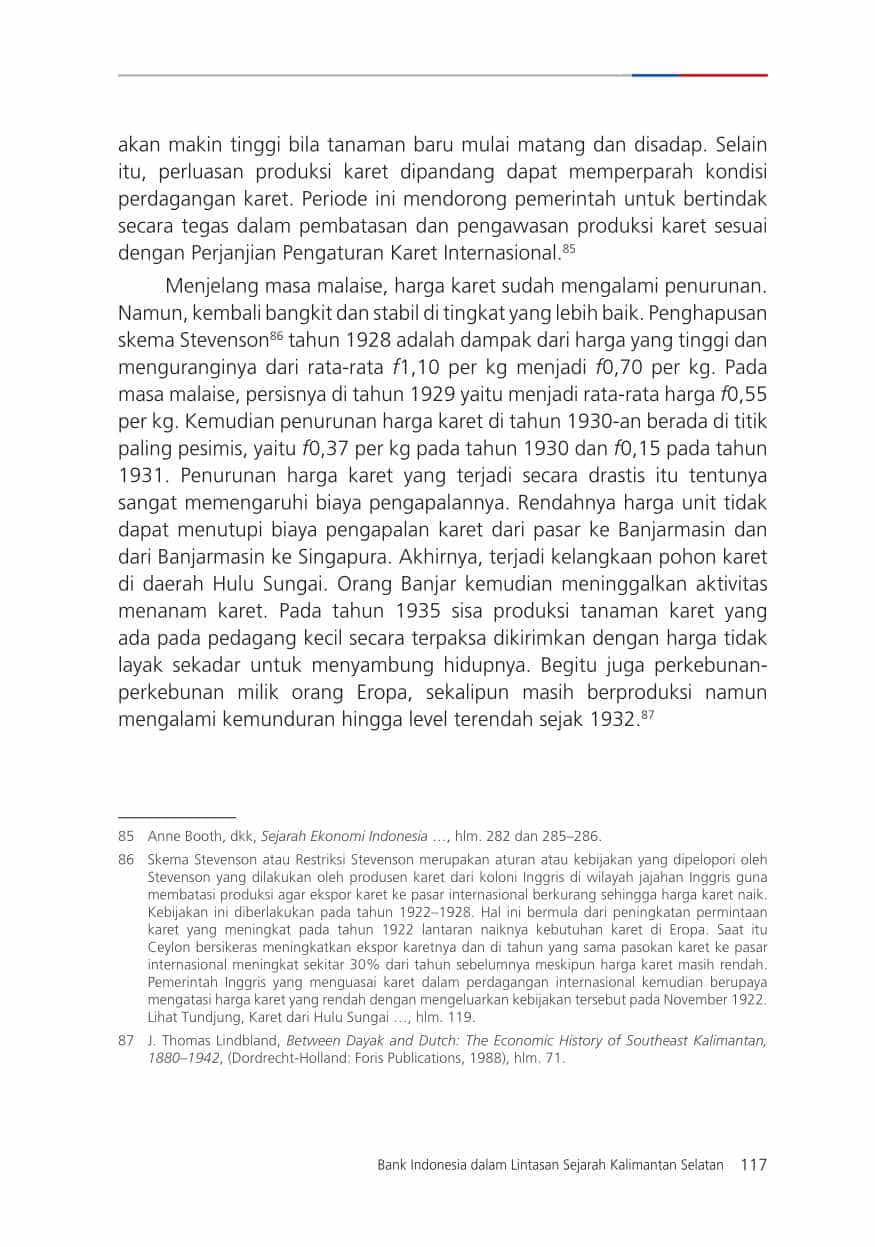 akan makin tinggi bila tanaman baru mulai matang dan disadap. Selain
itu, perluasan produksi karet dipandang dapat memperparah kondisi
perdagangan karet. Periode ini mendorong pemerintah untuk bertindak
secara tegas dalam pembatasan dan pengawasan produksi karet sesuai
dengan Perjanjian Pengaturan Karet Internasional.85
Menjelang masa malaise, harga karet sudah mengalami penurunan.
Namun, kembali bangkit dan stabil di tingkat yang lebih baik. Penghapusan
skema Stevenson86 tahun 1928 adalah dampak dari harga yang tinggi dan
menguranginya dari rata-rata f1,10 per kg menjadi f0,70 per kg. Pada
masa malaise, persisnya di tahun 1929 yaitu menjadi rata-rata harga f0,55
per kg. Kemudian penurunan harga karet di tahun 1930-an berada di titik
paling pesimis, yaitu f0,37 per kg pada tahun 1930 dan f0,15 pada tahun
1931. Penurunan harga karet yang terjadi secara drastis itu tentunya
sangat memengaruhi biaya pengapalannya. Rendahnya harga unit tidak
dapat menutupi biaya pengapalan karet dari pasar ke Banjarmasin dan
dari Banjarmasin ke Singapura. Akhirnya, terjadi kelangkaan pohon karet
di daerah Hulu Sungai. Orang Banjar kemudian meninggalkan aktivitas
menanam karet. Pada tahun 1935 sisa produksi tanaman karet yang
ada pada pedagang kecil secara terpaksa dikirimkan dengan harga tidak
layak sekadar untuk menyambung hidupnya. Begitu juga perkebunan-
perkebunan milik orang Eropa, sekalipun masih berproduksi namun
mengalami kemunduran hingga level terendah sejak 1932.87
85 Anne Booth, dkk, Sejarah Ekonomi Indonesia …, hlm. 282 dan 285–286.
86 Skema Stevenson atau Restriksi Stevenson merupakan aturan atau kebijakan yang dipelopori oleh
Stevenson yang dilakukan oleh produsen karet dari koloni Inggris di wilayah jajahan Inggris guna
membatasi produksi agar ekspor karet ke pasar internasional berkurang sehingga harga karet naik.
Kebijakan ini diberlakukan pada tahun 1922–1928. Hal ini bermula dari peningkatan permintaan
karet yang meningkat pada tahun 1922 lantaran naiknya kebutuhan karet di Eropa. Saat itu
Ceylon bersikeras meningkatkan ekspor karetnya dan di tahun yang sama pasokan karet ke pasar
internasional meningkat sekitar 30% dari tahun sebelumnya meskipun harga karet masih rendah.
Pemerintah Inggris yang menguasai karet dalam perdagangan internasional kemudian berupaya
mengatasi harga karet yang rendah dengan mengeluarkan kebijakan tersebut pada November 1922.
Lihat Tundjung, Karet dari Hulu Sungai …, hlm. 119.
87 J. Thomas Lindbland, Between Dayak and Dutch: The Economic History of Southeast Kalimantan,
1880–1942, (Dordrecht-Holland: Foris Publications, 1988), hlm. 71.
Bank Indonesia dalam Lintasan Sejarah Kalimantan Selatan 117